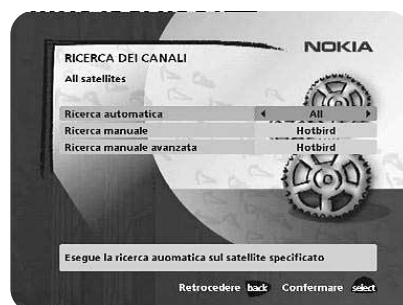 NOKIA
RICERCA DEI CANALI
All satellites
Ricerca automatica All
Ricerca manuale Hotbird
Ricerca manuale avanzata Hotbird
Esegue la ricerca auomatica sul satellite specificato
Retrocedere back Confermare select